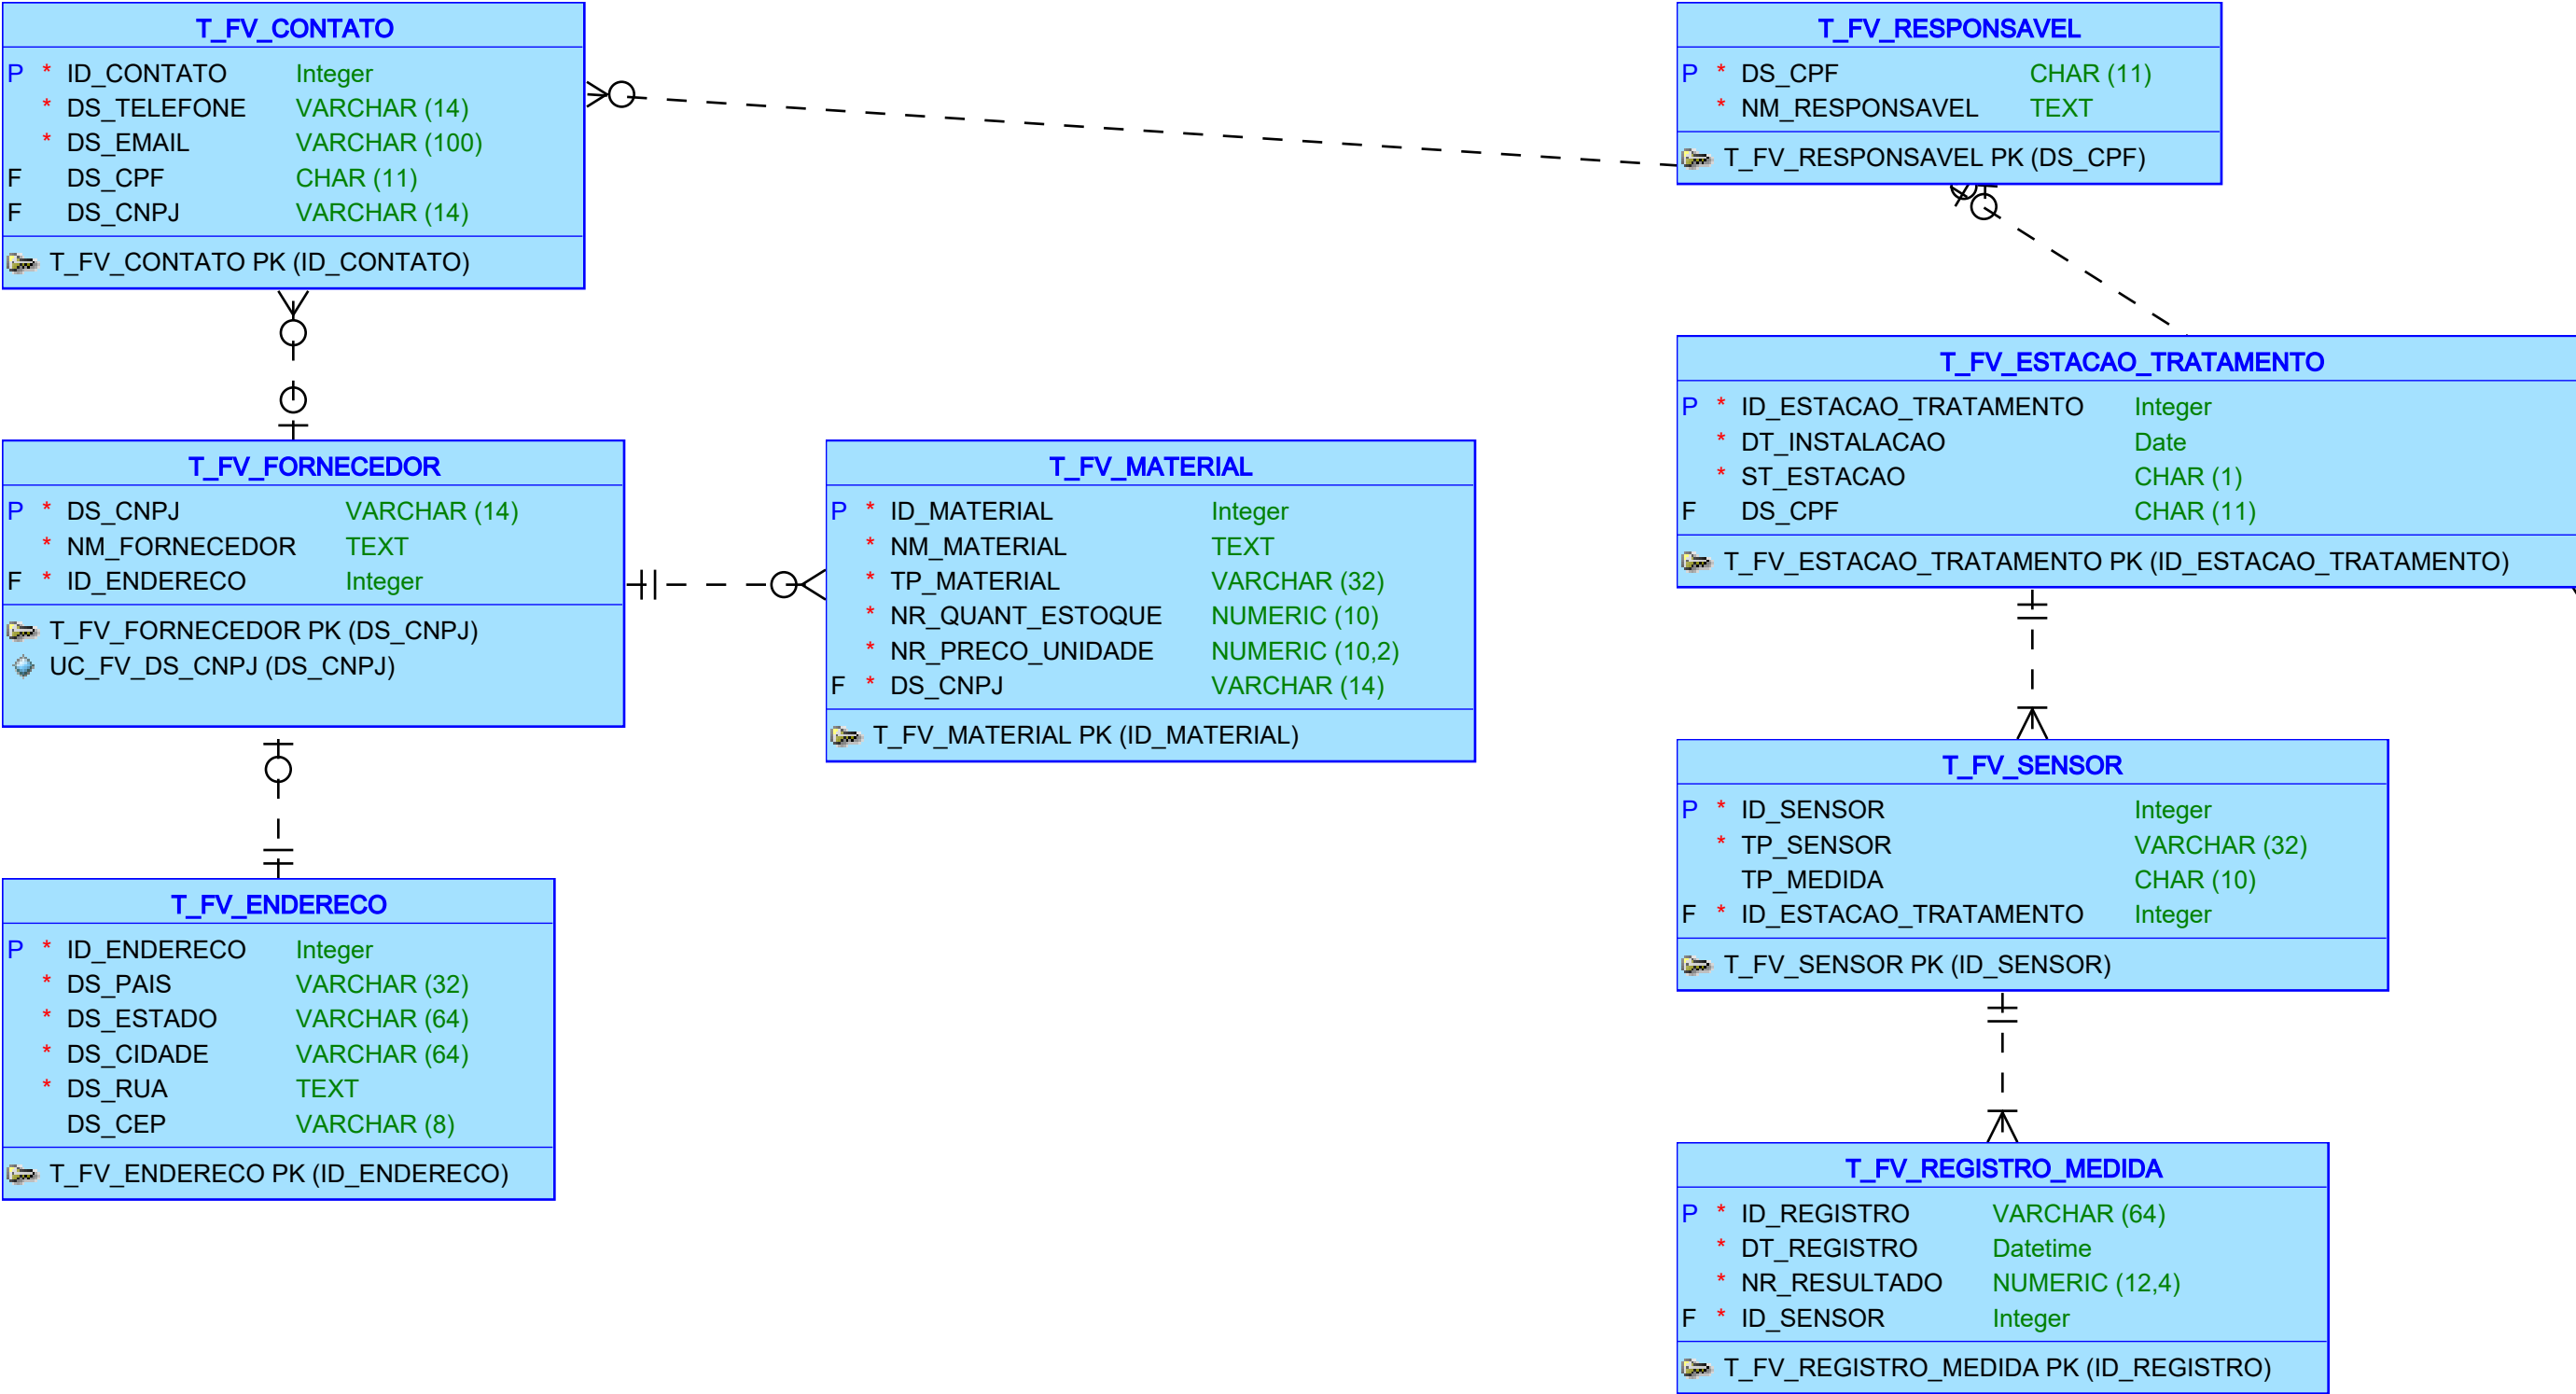 T_FV_CONTATO
P * ID_CONTATO Integer
* DS_TELEFONE VARCHAR (14)
* DS_EMAIL VARCHAR (100)
F DS_CPF CHAR (11)
F DS_CNPJ VARCHAR (14)
T_FV_CONTATO PK (ID_CONTATO)
T_FV_RESPONSAVEL
P * DS_CPF CHAR (11)
* NM_RESPONSAVEL TEXT
T_FV_RESPONSAVEL PK (DS_CPF)
T_FV_FORNECEDOR
P * DS_CNPJ VARCHAR (14)
* NM_FORNECEDOR TEXT
F * ID_ENDERECO Integer
T_FV_FORNECEDOR PK (DS_CNPJ)
UC_FV_DS_CNPJ (DS_CNPJ)
T_FV_MATERIAL
P * ID_MATERIAL Integer
* NM_MATERIAL TEXT
* TP_MATERIAL VARCHAR (32)
* NR_QUANT_ESTOQUE NUMERIC (10)
* NR_PRECO_UNIDADE NUMERIC (10,2)
F * DS_CNPJ VARCHAR (14)
T_FV_MATERIAL PK (ID_MATERIAL)
T_FV_ESTACAO_TRATAMENTO
P * ID_ESTACAO_TRATAMENTO Integer
* DT_INSTALACAO Date
* ST_ESTACAO CHAR (1)
F DS_CPF CHAR (11)
T_FV_ESTACAO_TRATAMENTO PK (ID_ESTACAO_TRATAMENTO)
T_FV_ENDERECO
P * ID_ENDERECO Integer
* DS_PAIS VARCHAR (32)
* DS_ESTADO VARCHAR (64)
* DS_CIDADE VARCHAR (64)
* DS_RUA TEXT
DS_CEP VARCHAR (8)
T_FV_ENDERECO PK (ID_ENDERECO)
T_FV_SENSOR
P * ID_SENSOR Integer
* TP_SENSOR VARCHAR (32)
TP_MEDIDA CHAR (10)
F * ID_ESTACAO_TRATAMENTO Integer
T_FV_SENSOR PK (ID_SENSOR)
T_FV_REGISTRO_MEDIDA
P * ID_REGISTRO VARCHAR (64)
* DT_REGISTRO Datetime
* NR_RESULTADO NUMERIC (12,4)
F * ID_SENSOR Integer
T_FV_REGISTRO_MEDIDA PK (ID_REGISTRO)